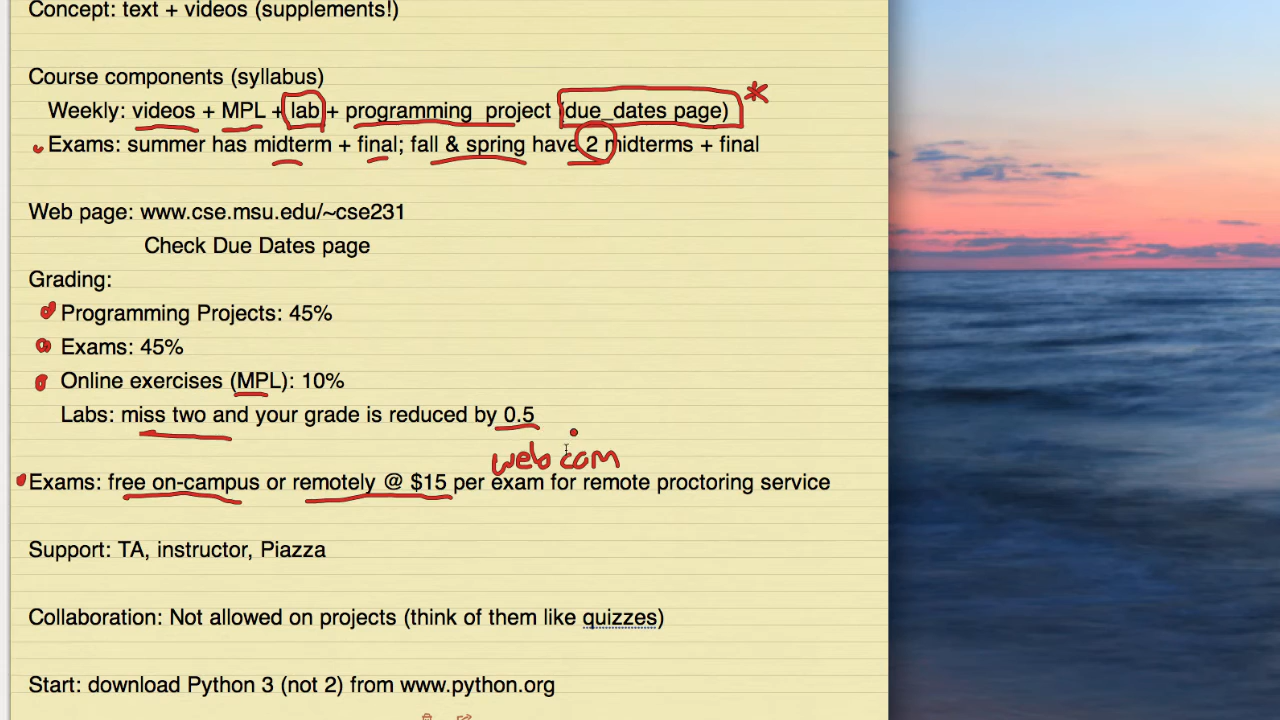 Concept: text + videos (supplements!)
Course components (syllabus)
Weekly: videos + MPL + lab + programming project (due_dates page) *
Exams: summer has midterm + final; fall & spring have 2 midterms + final
Web page: www.cse.msu.edu/~cse231
Check Due Dates page
Grading:
Programming Projects: 45%
Exams: 45%
Online exercises (MPL): 10%
Labs: miss two and your grade is reduced by 0.5
web com
Exams: free on-campus or remotely @ $15 per exam for remote proctoring service
Support: TA, instructor, Piazza
Collaboration: Not allowed on projects (think of them like quizzes)
Start: download Python 3 (not 2) from www.python.org